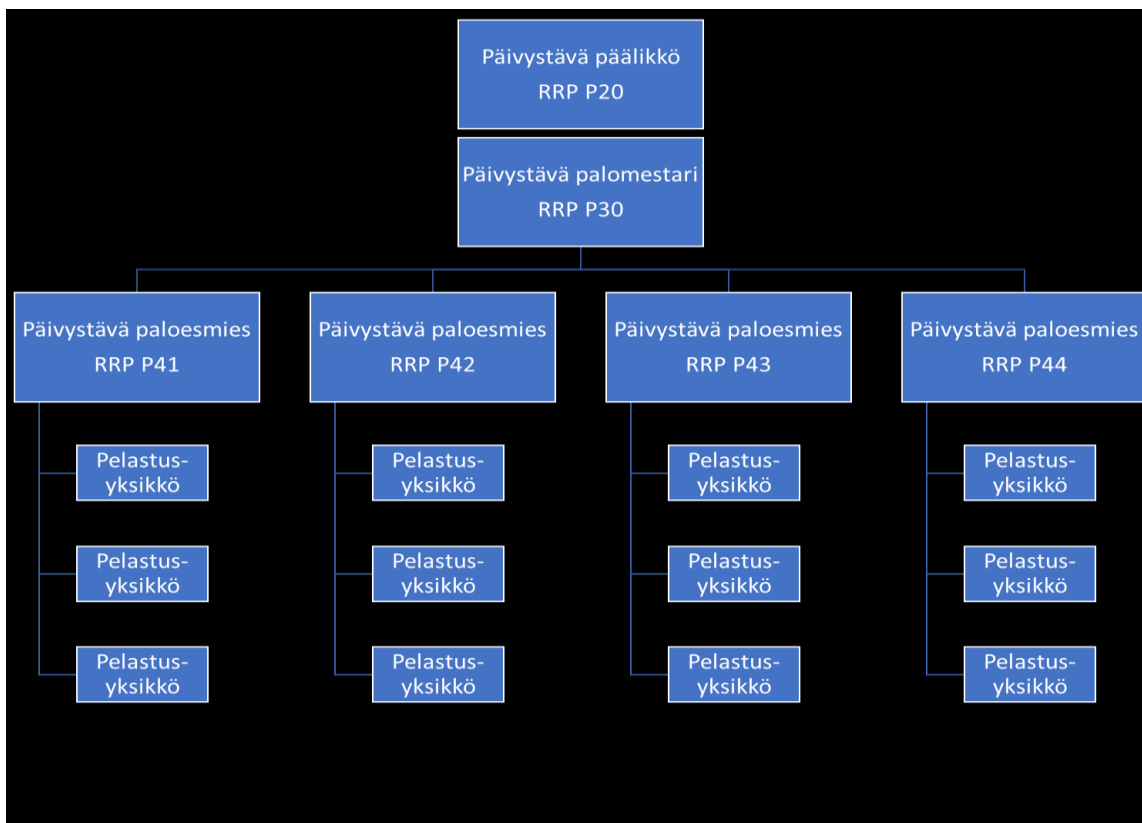 Päivystävä päälikkö
RRP P20
Päivystävä palomestari
RRP P30
Päivystävä paloesmies
RRP P41
Päivystävä paloesmies
RRP P42
Päivystävä paloesmies
RRP P43
Päivystävä paloesmies
RRP P44
Pelastus-
yksikkö
Pelastus-
yksikkö
Pelastus-
yksikkö
Pelastus-
yksikkö
Pelastus-
yksikkö
Pelastus-
yksikkö
Pelastus-
yksikkö
Pelastus-
yksikkö
Pelastus-
yksikkö
Pelastus-
yksikkö
Pelastus-
yksikkö
Pelastus-
yksikkö